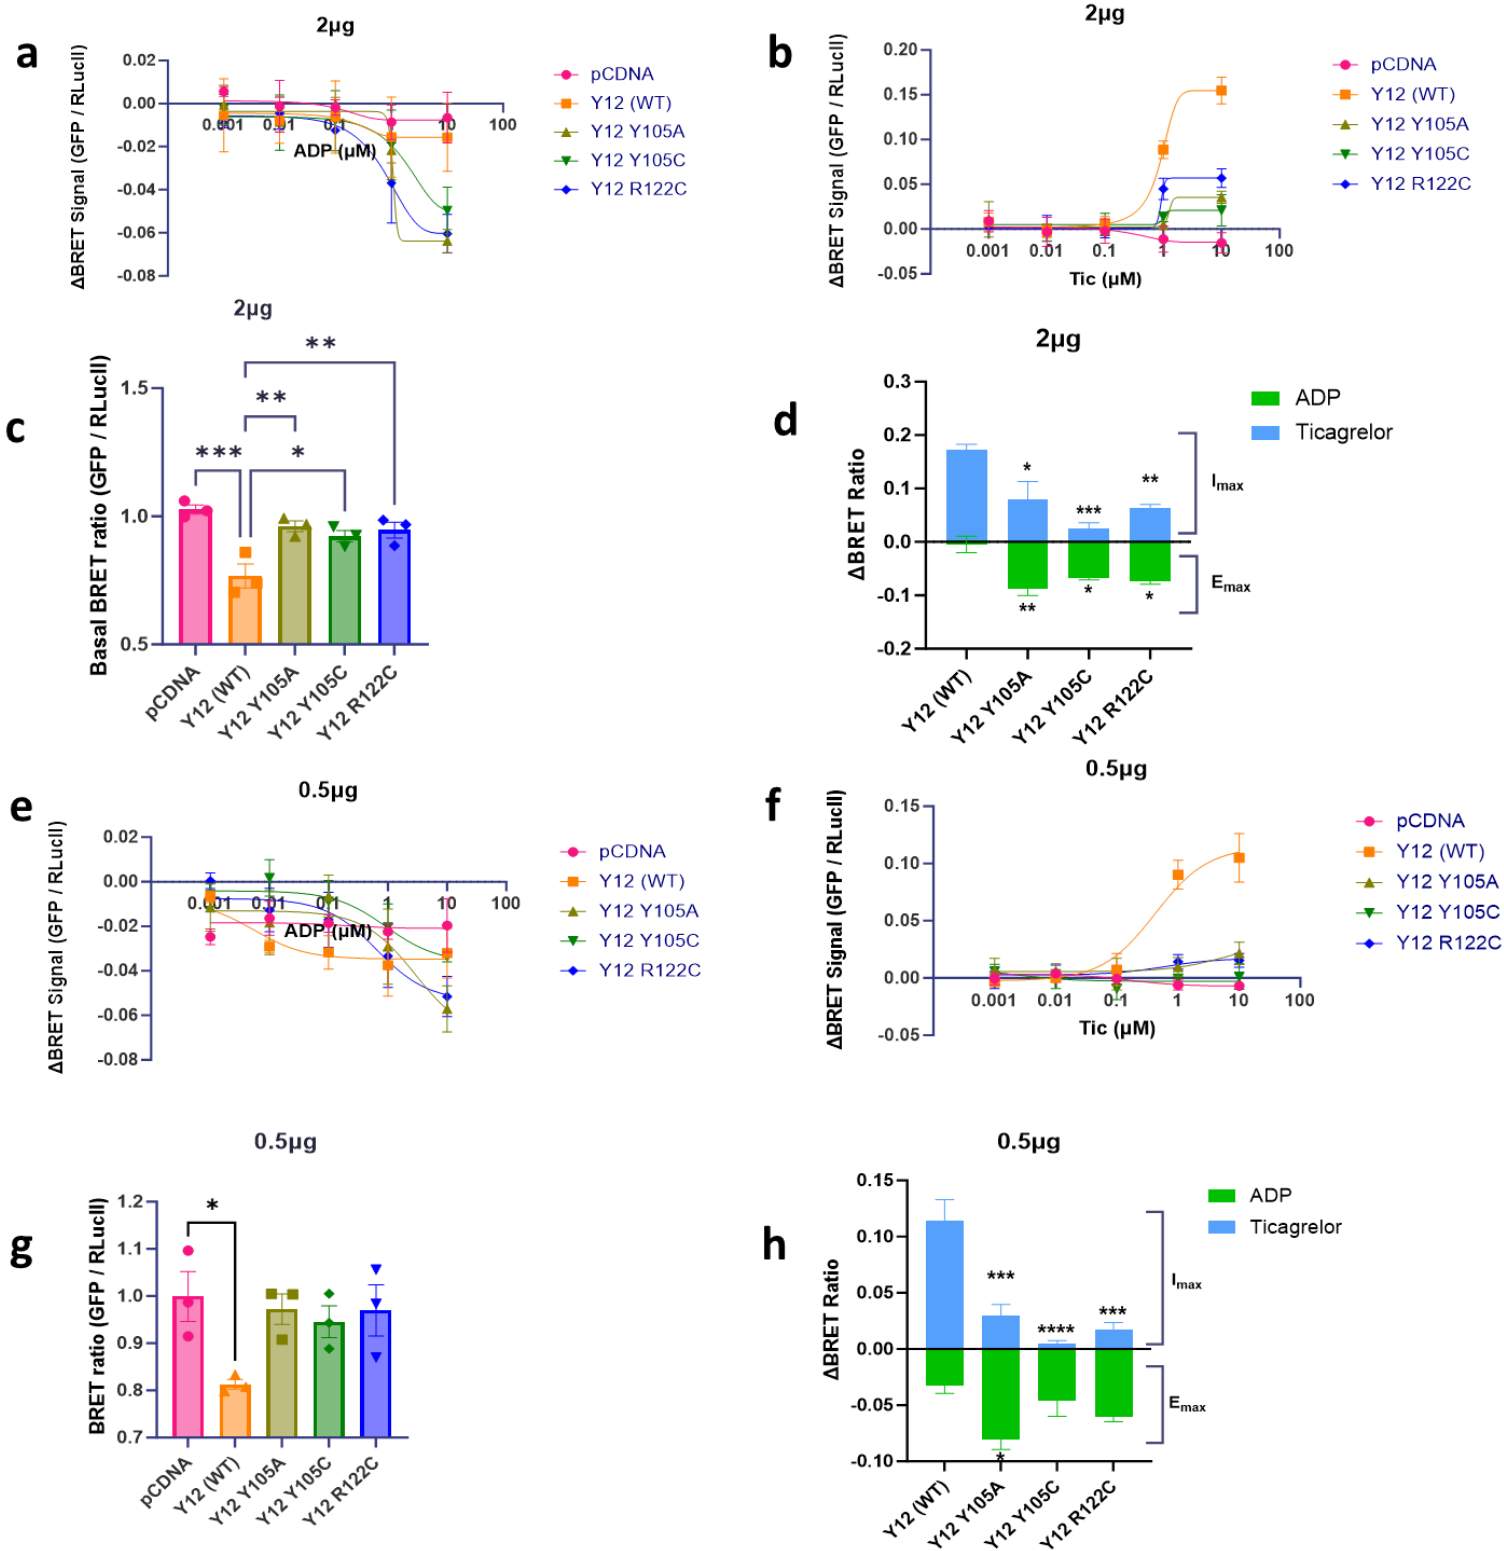 a
2µg
ΔBRET Signal (GFP / RLucII)
0.02
0.00
-0.02
-0.04
-0.06
-0.08
0.001
0.01
0.1
10
100
ADP (µM)
pCDNA
Y12 (WT)
Y12 Y105A
Y12 Y105C
Y12 R122C
b
2µg
ΔBRET Signal (GFP / RLucII)
0.20
0.15
0.10
0.05
0.00
-0.05
0.001
0.01
0.1
1
10
100
Tic (µM)
pCDNA
Y12 (WT)
Y12 Y105A
Y12 Y105C
Y12 R122C
c
2µg
Basal BRET ratio (GFP / RLucII)
1.5
1.0
0.5
**
**
***
*
pCDNA
Y12 (WT)
Y12 Y105A
Y12 Y105C
Y12 R122C
d
2µg
ΔBRET Ratio
0.3
0.2
0.1
0.0
-0.1
-0.2
*
***
**
**
*
*
ADP
Ticagrelor
Imax
Emax
Y12 (WT)
Y12 Y105A
Y12 Y105C
Y12 R122C
e
0.5µg
ΔBRET Signal (GFP / RLucII)
0.02
0.00
-0.02
-0.04
-0.06
-0.08
0.001
0.01
0.1
1
10
100
ADP (µM)
pCDNA
Y12 (WT)
Y12 Y105A
Y12 Y105C
Y12 R122C
f
0.5µg
ΔBRET Signal (GFP / RLucII)
0.15
0.10
0.05
0.00
-0.05
0.001
0.01
0.1
1
10
100
Tic (µM)
pCDNA
Y12 (WT)
Y12 Y105A
Y12 Y105C
Y12 R122C
g
0.5µg
BRET ratio (GFP / RLucII)
1.2
1.1
1.0
0.9
0.8
0.7
*
pCDNA
Y12 (WT)
Y12 Y105A
Y12 Y105C
Y12 R122C
h
0.5µg
ΔBRET Ratio
0.15
0.10
0.05
0.00
-0.05
-0.10
***
****
***
*
ADP
Ticagrelor
Imax
Emax
Y12 (WT)
Y12 Y105A
Y12 Y105C
Y12 R122C